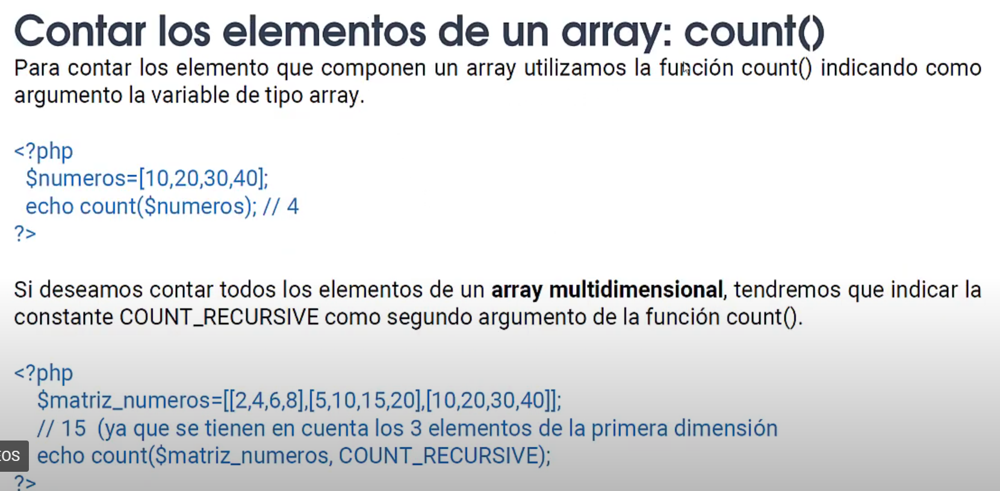 Contar los elementos de un array: count()
Para contar los elemento que componen un array utilizamos la función count() indicando como
argumento la variable de tipo array.
<?php
$numeros=[10,20,30,40];
echo count($numeros); // 4
?>
Si deseamos contar todos los elementos de un array multidimensional, tendremos que indicar la
constante COUNT_RECURSIVE como segundo argumento de la función count().
<?php
$matriz_numeros=[[2,4,6,8],[5,10,15,20],[10,20,30,40]];
// 15 (ya que se tienen en cuenta los 3 elementos de la primera dimensión
echo count($matriz_numeros, COUNT_RECURSIVE);
?>